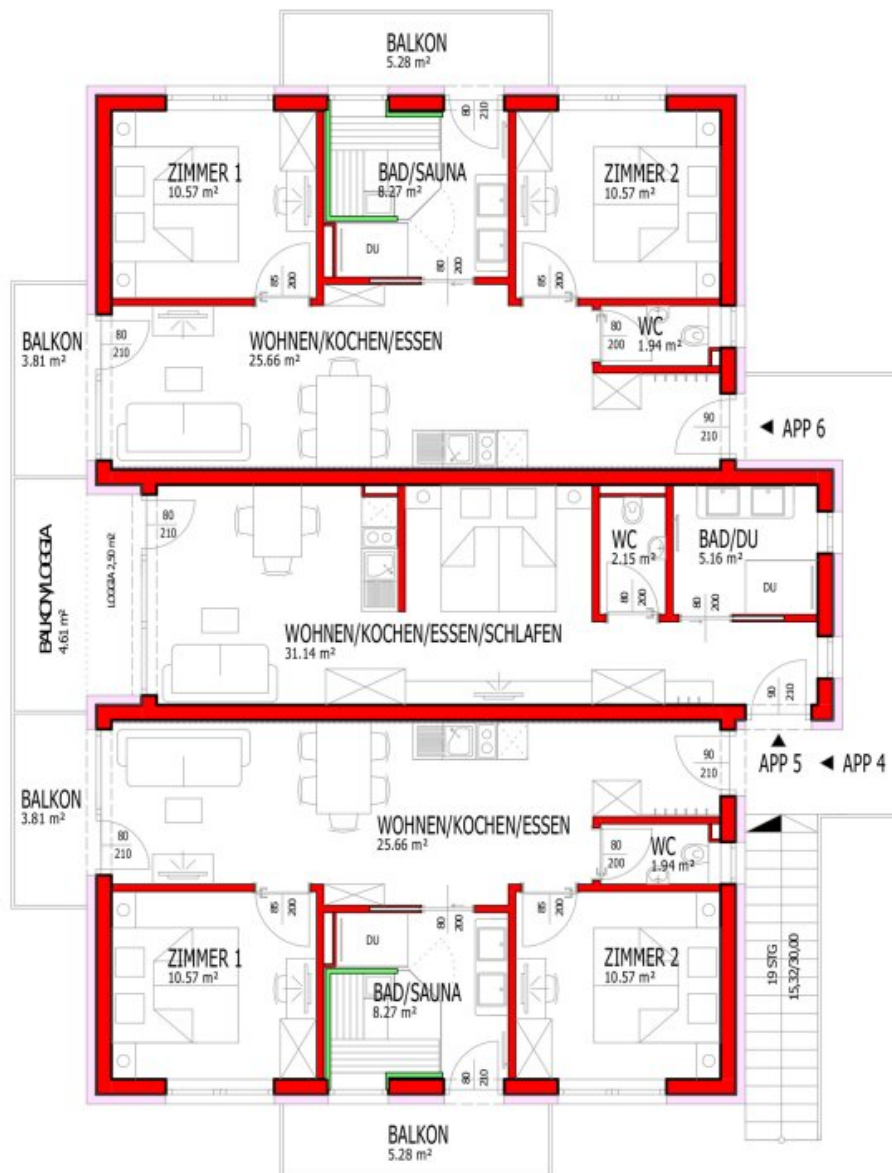 BALKON
5.28 m²
80
210
ZIMMER 1
10.57 m²
BAD/SAUNA
8.27 m²
ZIMMER 2
10.57 m²
DU
85
200
80
200
85
200
BALKON
3.81 m²
80
210
WOHNEN/KOCHEN/ESSEN
25.66 m²
80
200
WC
1.94 m²
90
210
APP 6
BALKON/LOGGIA
4.61 m²
LOGGIA 2,50 m2
80
210
WC
2.15 m²
BAD/DU
5.16 m²
DU
80
200
80
200
WOHNEN/KOCHEN/ESSEN/SCHLAFEN
31.14 m²
90
210
APP 5
APP 4
BALKON
3.81 m²
80
210
WOHNEN/KOCHEN/ESSEN
25.66 m²
90
210
80
200
WC
1.94 m²
85
200
80
200
85
200
DU
ZIMMER 1
10.57 m²
BAD/SAUNA
8.27 m²
ZIMMER 2
10.57 m²
19 STG
15,32/30,00
80
210
BALKON
5.28 m²